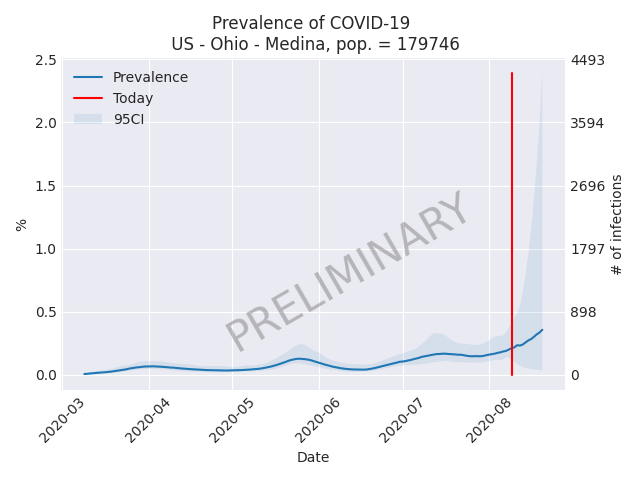 Prevalence of COVID-19
US - Ohio - Medina, pop. = 179746
Prevalence
Today
95CI
2.5
2.0
1.5
1.0
0.5
0.0
%
4493
3594
2696
1797
898
0
# of infections
PRELIMINARY
2020-03
2020-04
2020-05
2020-06
2020-07
2020-08
Date